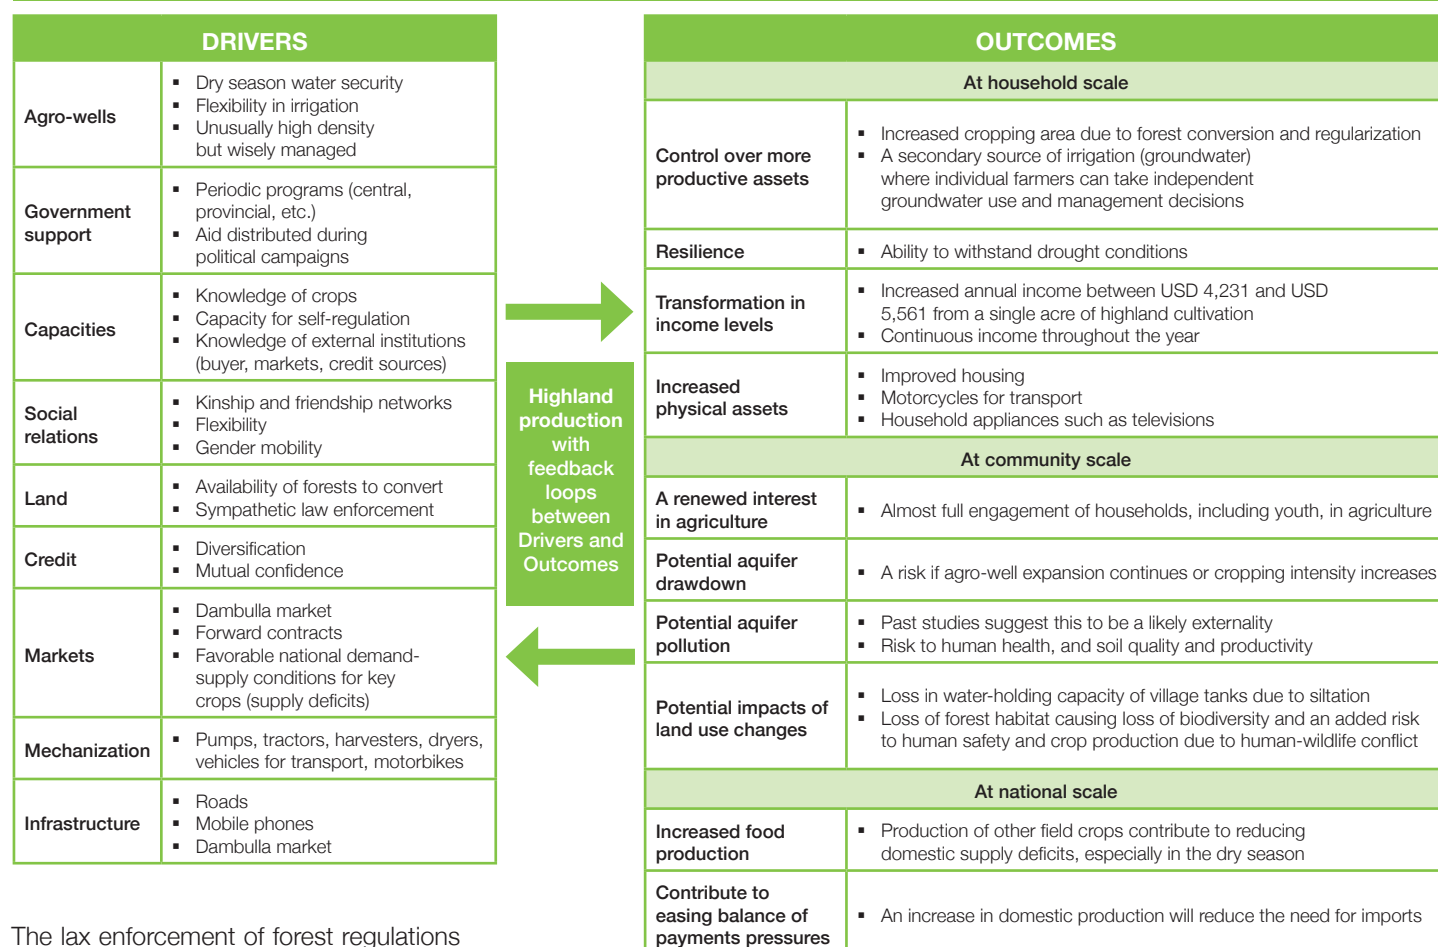 DRIVERS
Agro-wells
▪ Dry season water security
▪ Flexibility in irrigation
▪ Unusually high density
but wisely managed
Government
support
▪ Periodic programs (central,
provincial, etc.)
▪ Aid distributed during
political campaigns
Capacities
▪ Knowledge of crops
▪ Capacity for self-regulation
▪ Knowledge of external institutions
(buyer, markets, credit sources)
Social
relations
▪ Kinship and friendship networks
▪ Flexibility
▪ Gender mobility
Land
▪ Availability of forests to convert
▪ Sympathetic law enforcement
Credit
▪ Diversification
▪ Mutual confidence
Markets
▪ Dambulla market
▪ Forward contracts
▪ Favorable national demand-
supply conditions for key
crops (supply deficits)
Mechanization
▪ Pumps, tractors, harvesters, dryers,
vehicles for transport, motorbikes
Infrastructure
▪ Roads
▪ Mobile phones
▪ Dambulla market
Highland
production
with
feedback
loops
between
Drivers and
Outcomes
OUTCOMES
At household scale
Control over more
productive assets
▪ Increased cropping area due to forest conversion and regularization
▪ A secondary source of irrigation (groundwater)
where individual farmers can take independent
groundwater use and management decisions
Resilience
▪ Ability to withstand drought conditions
Transformation in
income levels
▪ Increased annual income between USD 4,231 and USD
5,561 from a single acre of highland cultivation
▪ Continuous income throughout the year
Increased
physical assets
▪ Improved housing
▪ Motorcycles for transport
▪ Household appliances such as televisions
At community scale
A renewed interest
in agriculture
▪ Almost full engagement of households, including youth, in agriculture
Potential aquifer
drawdown
▪ A risk if agro-well expansion continues or cropping intensity increases
Potential aquifer
pollution
▪ Past studies suggest this to be a likely externality
▪ Risk to human health, and soil quality and productivity
Potential impacts of
land use changes
▪ Loss in water-holding capacity of village tanks due to siltation
▪ Loss of forest habitat causing loss of biodiversity and an added risk
to human safety and crop production due to human-wildlife conflict
At national scale
Increased food
production
▪ Production of other field crops contribute to reducing
domestic supply deficits, especially in the dry season
Contribute to
easing balance of
payments pressures
▪ An increase in domestic production will reduce the need for imports
The lax enforcement of forest regulations